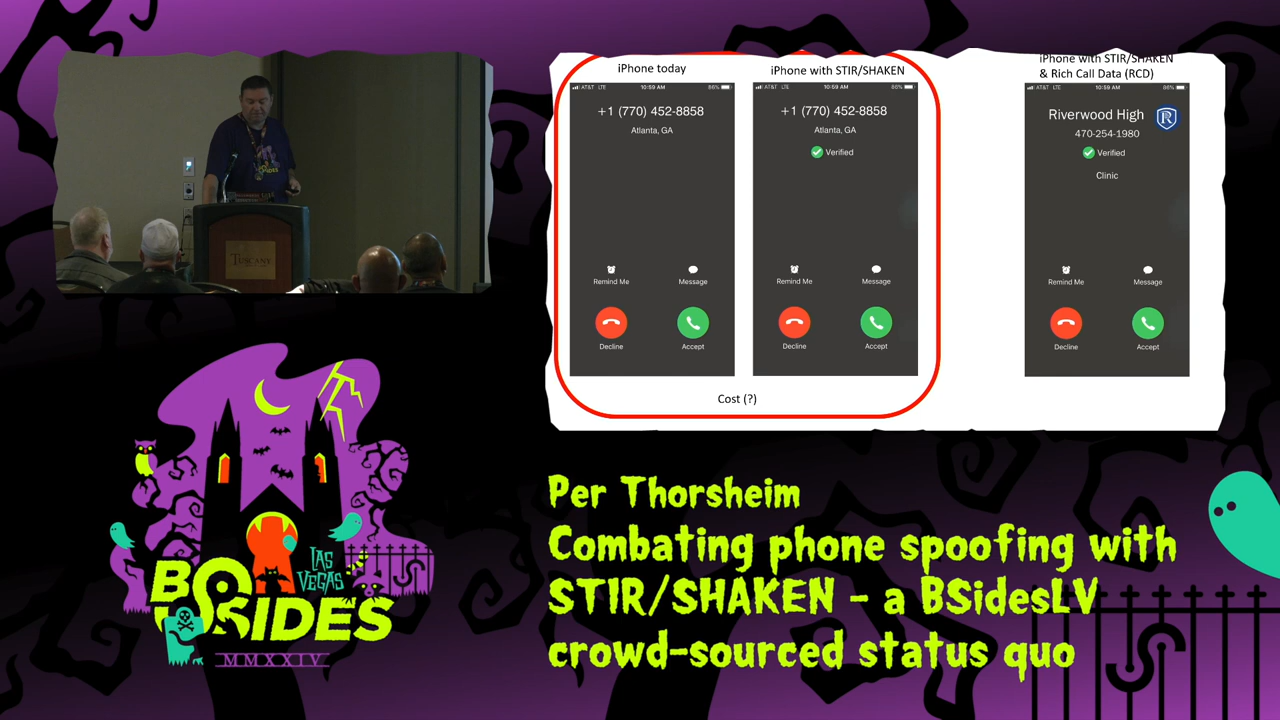 iPhone today
AT&T LTE 10:59 AM 86%
+1 (770) 452-8858
Atlanta, GA
Remind Me Message
Decline Accept
iPhone with STIR/SHAKEN
AT&T LTE 10:59 AM 86%
+1 (770) 452-8858
Atlanta, GA
Verified
Remind Me Message
Decline Accept
Cost (?)
iPhone with STIR/SHAKEN
& Rich Call Data (RCD)
AT&T LTE 10:59 AM 86%
Riverwood High
R
470-254-1980
Verified
Clinic
Remind Me Message
Decline Accept
TUSCANY
BSIDES
LAS
VEGAS
BSIDES
MMXXIV
Per Thorsheim
Combating phone spoofing with
STIR/SHAKEN - a BSidesLV
crowd-sourced status quo